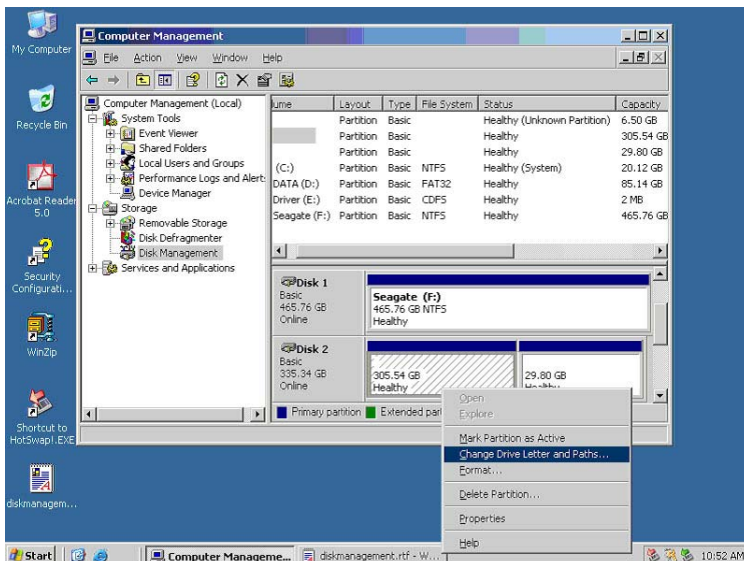 My Computer
Recycle Bin
Acrobat Reader
5.0
Security
Configurati...
WinZip
Shortcut to
HotSwap!.EXE
diskmanagem...
Computer Management
File Action View Window Help
Computer Management (Local)
System Tools
Event Viewer
Shared Folders
Local Users and Groups
Performance Logs and Alert
Device Manager
Storage
Removable Storage
Disk Defragmenter
Disk Management
Services and Applications
ume Layout Type File System Status Capacity
Partition Basic Healthy (Unknown Partition) 6.50 GB
Partition Basic Healthy 305.54 GB
Partition Basic Healthy 29.80 GB
(C:) Partition Basic NTFS Healthy (System) 20.12 GB
DATA (D:) Partition Basic FAT32 Healthy 85.14 GB
Driver (E:) Partition Basic CDFS Healthy 2 MB
Seagate (F:) Partition Basic NTFS Healthy 465.76 GB
Disk 1
Basic
465.76 GB
Online
Seagate (F:)
465.76 GB NTFS
Healthy
Disk 2
Basic
335.34 GB
Online
305.54 GB
Healthy
29.80 GB
Healthy
Primary partition Extended part
Open
Explore
Mark Partition as Active
Change Drive Letter and Paths...
Format...
Delete Partition...
Properties
Help
Start Computer Manageme... diskmanagement.rtf - W... 10:52 AM